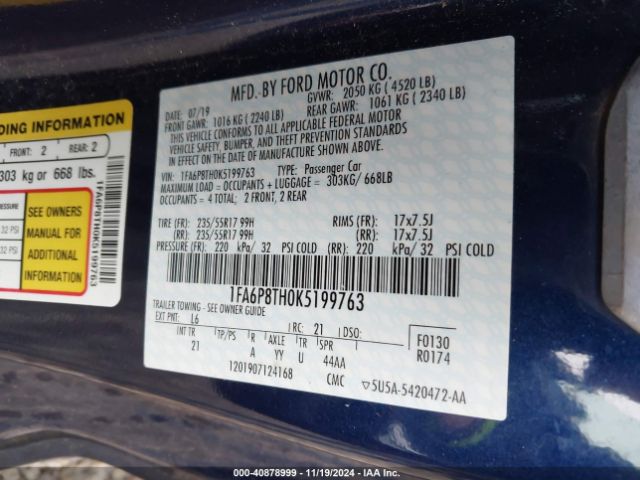 DING INFORMATION
FRONT: 2 REAR: 2
303 kg or 668 lbs.
SEE OWNERS
MANUAL FOR
ADDITIONAL
INFORMATION
32
32
1FA6P8TH0K5199763
MFD. BY FORD MOTOR CO.
DATE: 07/19 GVWR: 2050 KG ( 4520 LB)
FRONT GAWR: 1016 KG ( 2240 LB) REAR GAWR: 1061 KG ( 2340 LB)
THIS VEHICLE CONFORMS TO ALL APPLICABLE FEDERAL MOTOR
VEHICLE SAFETY, BUMPER, AND THEFT PREVENTION STANDARDS
IN EFFECT ON THE DATE OF MANUFACTURE SHOWN ABOVE.
VIN: 1FA6P8TH0K5199763 TYPE: Passenger Car
MAXIMUM LOAD = OCCUPANTS + LUGGAGE = 303KG/ 668LB
OCCUPANTS = 4 TOTAL: 2 FRONT, 2 REAR
TIRE (FR): 235/55R17 99H RIMS (FR): 17x7.5J
(RR): 235/55R17 99H (RR): 17x7.5J
PRESSURE (FR): 220 kPa/ 32 PSI COLD (RR): 220 kPa/ 32 PSI COLD
1FA6P8TH0K5199763
TRAILER TOWING - SEE OWNER GUIDE
EXT PNT: L6 RC: 21 DSO: F0130
INT TR TP/PS R AXLE TR SPR R0174
21 A YY U 44AA
1201907124168 CMC 5U5A-5420472-AA
000-40878999 - 11/19/2024 - IAA Inc.